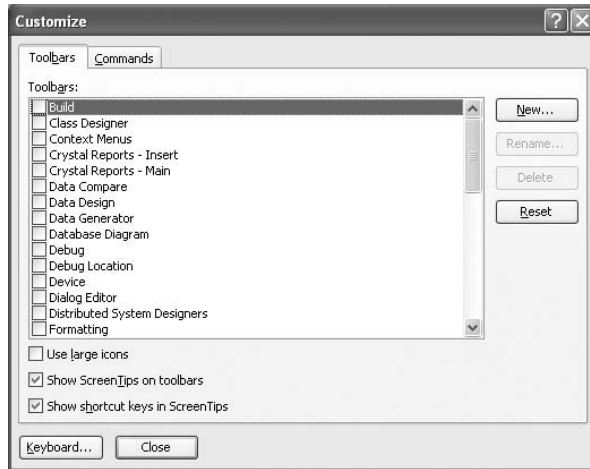 Customize
Toolbars Commands
Toolbars:
Build
Class Designer
Context Menus
Crystal Reports - Insert
Crystal Reports - Main
Data Compare
Data Design
Data Generator
Database Diagram
Debug
Debug Location
Device
Dialog Editor
Distributed System Designers
Formatting
New...
Rename...
Delete
Reset
Use large icons
Show ScreenTips on toolbars
Show shortcut keys in ScreenTips
Keyboard... Close